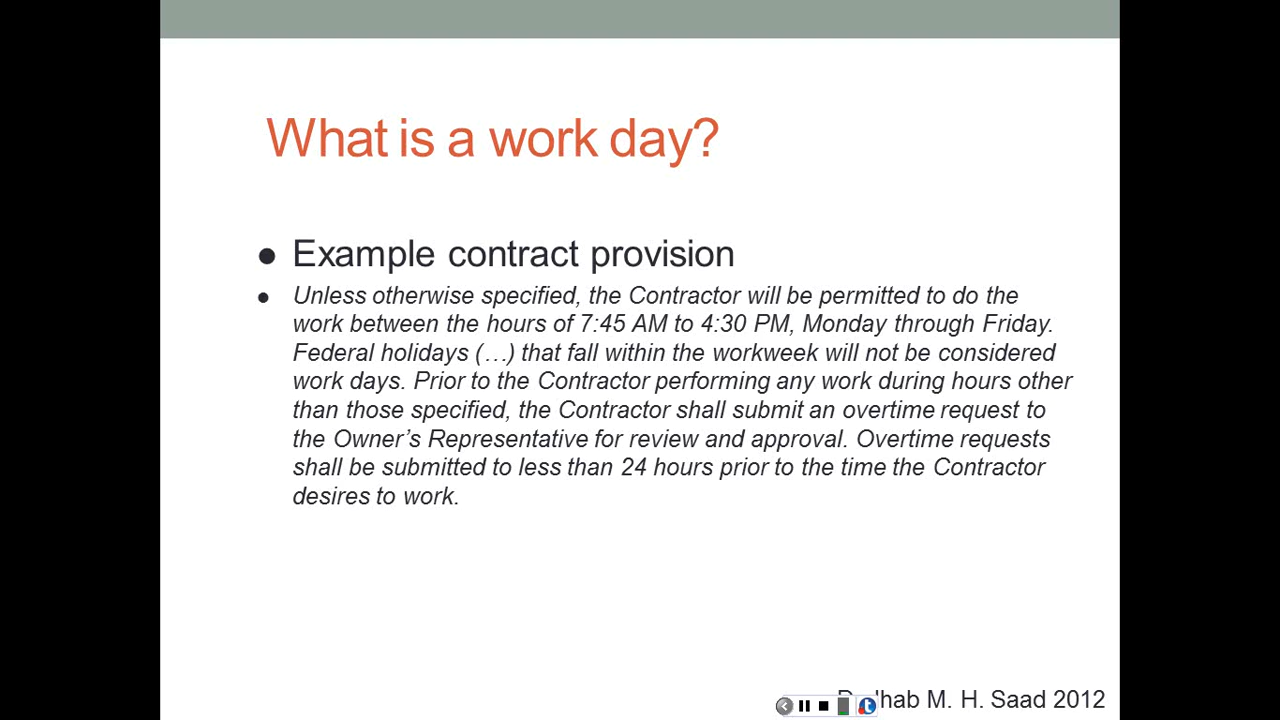 What is a work day?
Example contract provision
Unless otherwise specified, the Contractor will be permitted to do the
work between the hours of 7:45 AM to 4:30 PM, Monday through Friday.
Federal holidays (…) that fall within the workweek will not be considered
work days. Prior to the Contractor performing any work during hours other
than those specified, the Contractor shall submit an overtime request to
the Owner's Representative for review and approval. Overtime requests
shall be submitted to less than 24 hours prior to the time the Contractor
desires to work.
M. H. Saad 2012